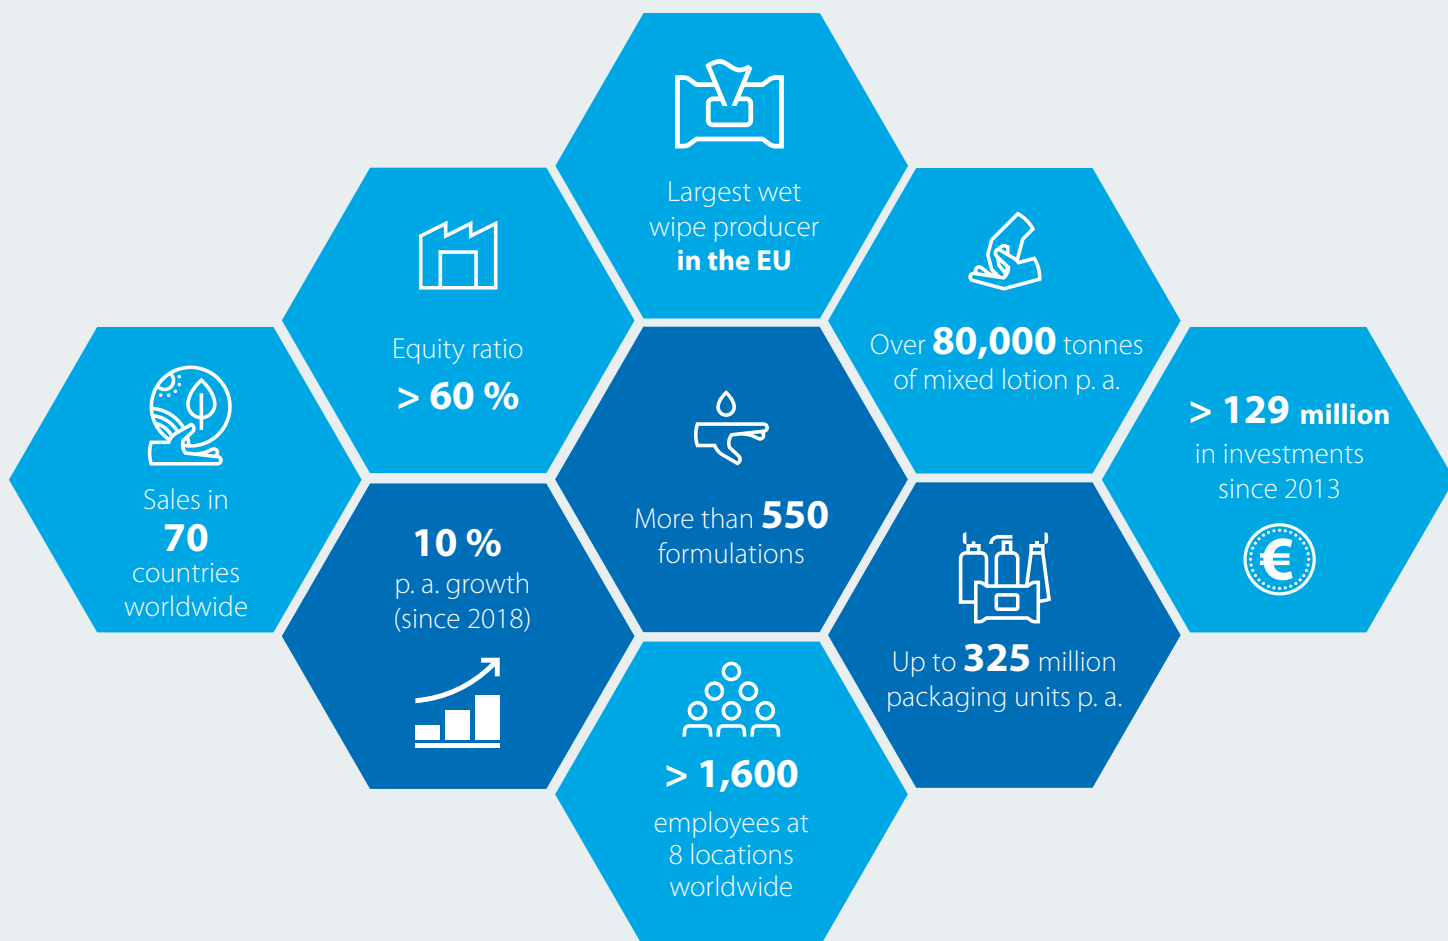 Largest wet
wipe producer
in the EU
Equity ratio
> 60 %
Over 80,000 tonnes
of mixed lotion p. a.
Sales in
70
countries
worldwide
More than 550
formulations
> 129 million
in investments
since 2013
€
10 %
p. a. growth
(since 2018)
Up to 325 million
packaging units p. a.
> 1,600
employees at
8 locations
worldwide